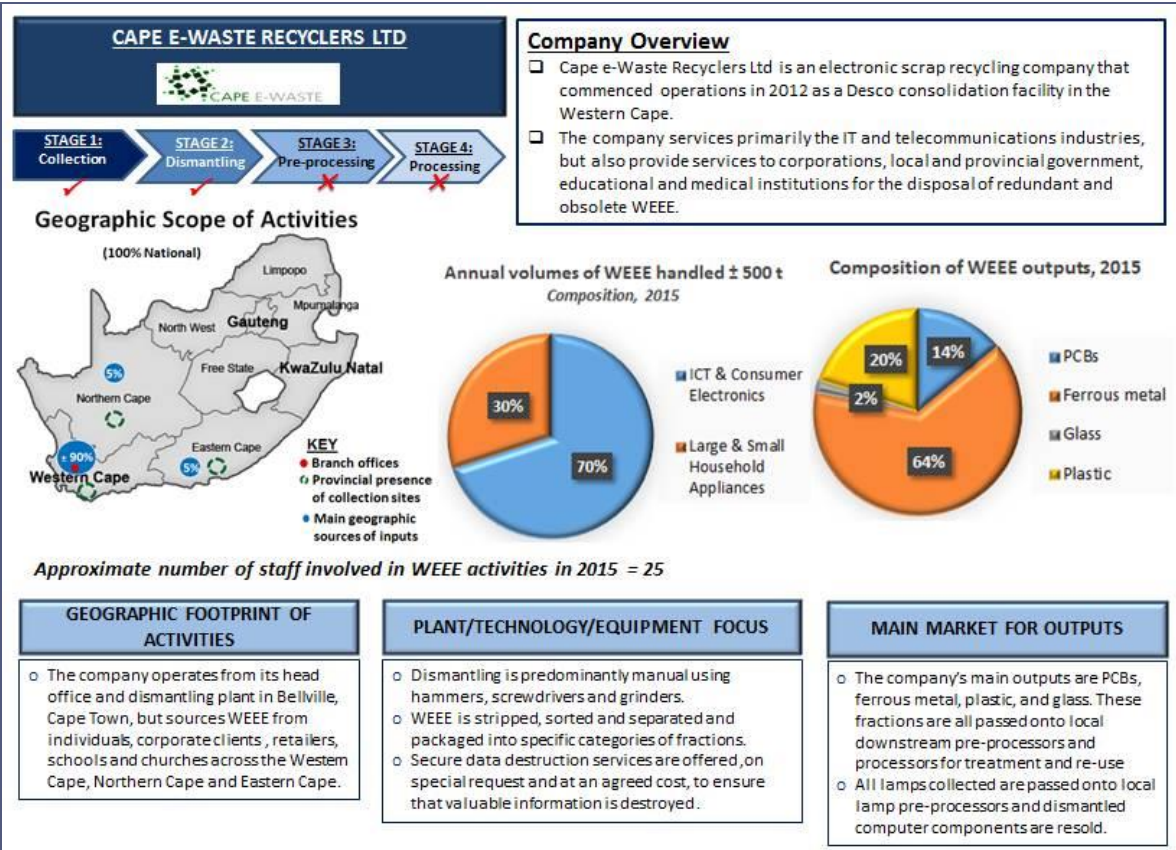 CAPE E-WASTE RECYCLERS LTD
CAPE E-WASTE
STAGE 1:
Collection
STAGE 2:
Dismantling
STAGE 3:
Pre-processing
STAGE 4:
Processing
Company Overview
Cape e-Waste Recyclers Ltd is an electronic scrap recycling company that
commenced operations in 2012 as a Desco consolidation facility in the
Western Cape.
The company services primarily the IT and telecommunications industries,
but also provide services to corporations, local and provincial government,
educational and medical institutions for the disposal of redundant and
obsolete WEEE.
Geographic Scope of Activities
(100% National)
Limpopo
Mpumalanga
North West
Gauteng
Free State
KwaZulu Natal
5%
Northern Cape
± 90%
Western Cape
5%
Eastern Cape
KEY
Branch offices
Provincial presence
of collection sites
Main geographic
sources of inputs
Annual volumes of WEEE handled ± 500 t
Composition, 2015
30%
70%
ICT & Consumer
Electronics
Large & Small
Household
Appliances
Composition of WEEE outputs, 2015
20%
14%
2%
64%
PCBs
Ferrous metal
Glass
Plastic
Approximate number of staff involved in WEEE activities in 2015 = 25
GEOGRAPHIC FOOTPRINT OF
ACTIVITIES
The company operates from its head
office and dismantling plant in Bellville,
Cape Town, but sources WEEE from
individuals, corporate clients , retailers,
schools and churches across the Western
Cape, Northern Cape and Eastern Cape.
PLANT/TECHNOLOGY/EQUIPMENT FOCUS
Dismantling is predominantly manual using
hammers, screwdrivers and grinders.
WEEE is stripped, sorted and separated and
packaged into specific categories of fractions.
Secure data destruction services are offered ,on
special request and at an agreed cost, to ensure
that valuable information is destroyed .
MAIN MARKET FOR OUTPUTS
The company's main outputs are PCBs,
ferrous metal, plastic, and glass. These
fractions are all passed onto local
downstream pre-processors and
processors for treatment and re-use
All lamps collected are passed onto local
lamp pre-processors and dismantled
computer components are resold.